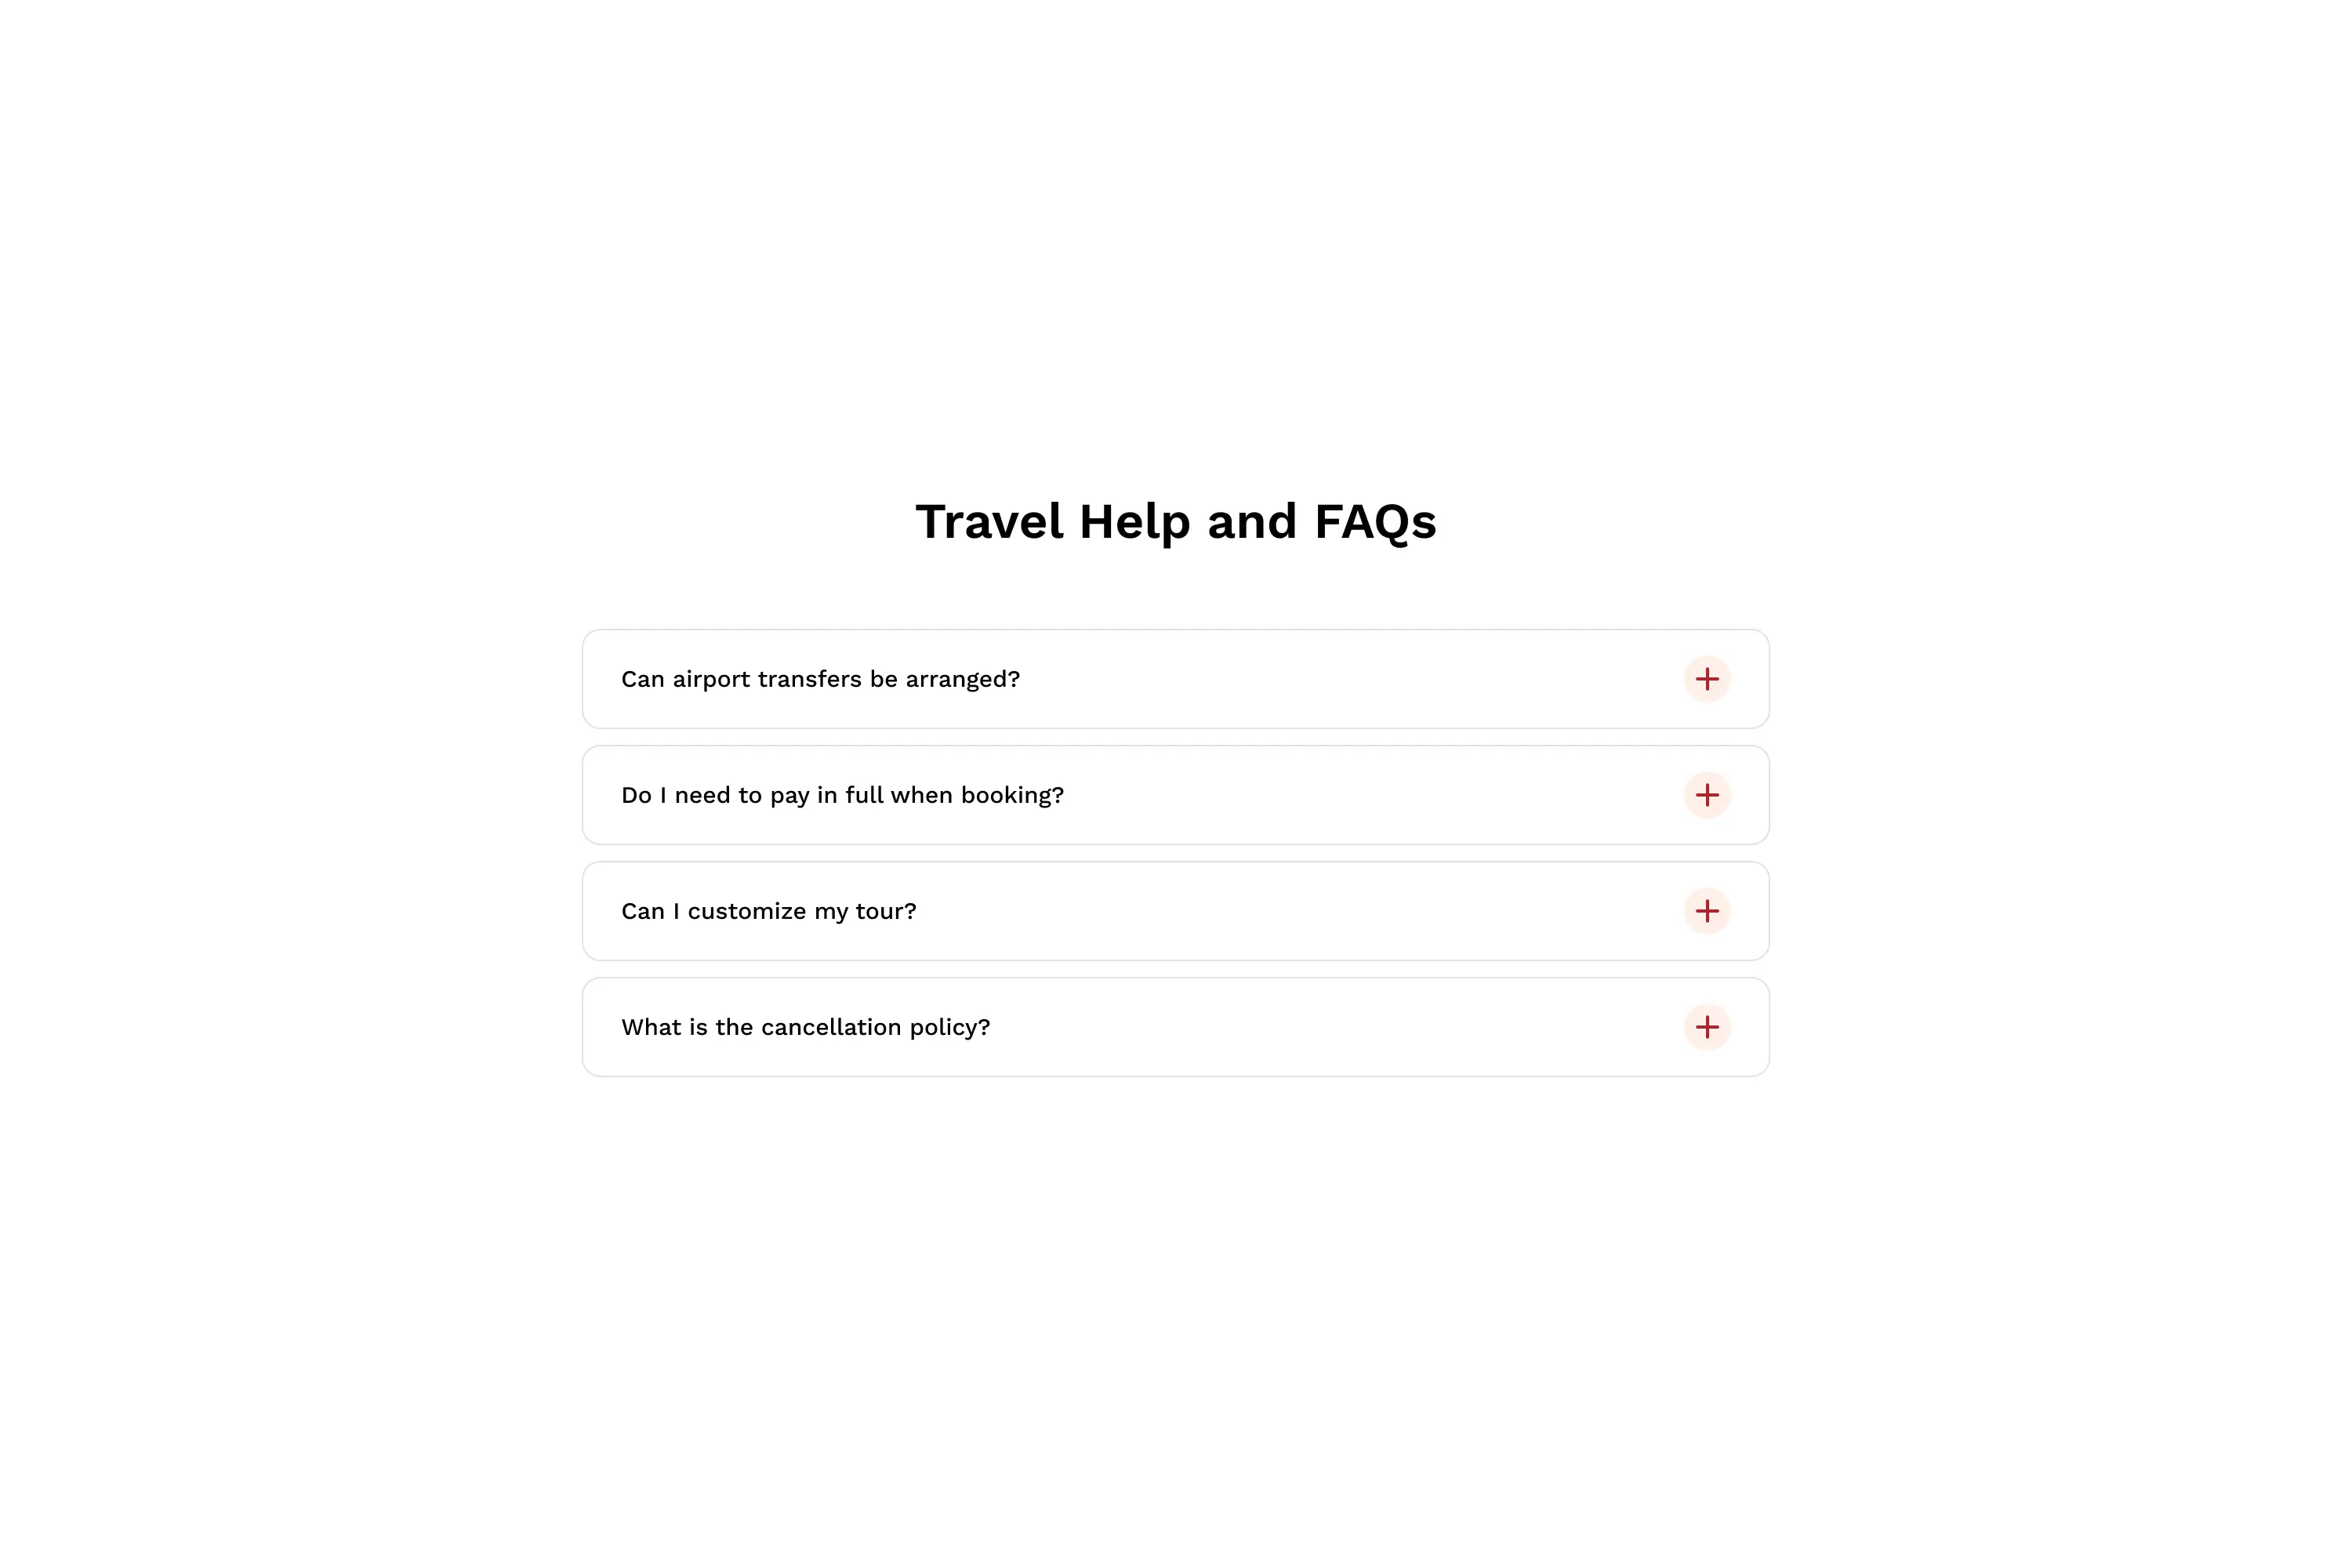 Travel Help and FAQs
Can airport transfers be arranged?
Do I need to pay in full when booking?
Can I customize my tour?
What is the cancellation policy?